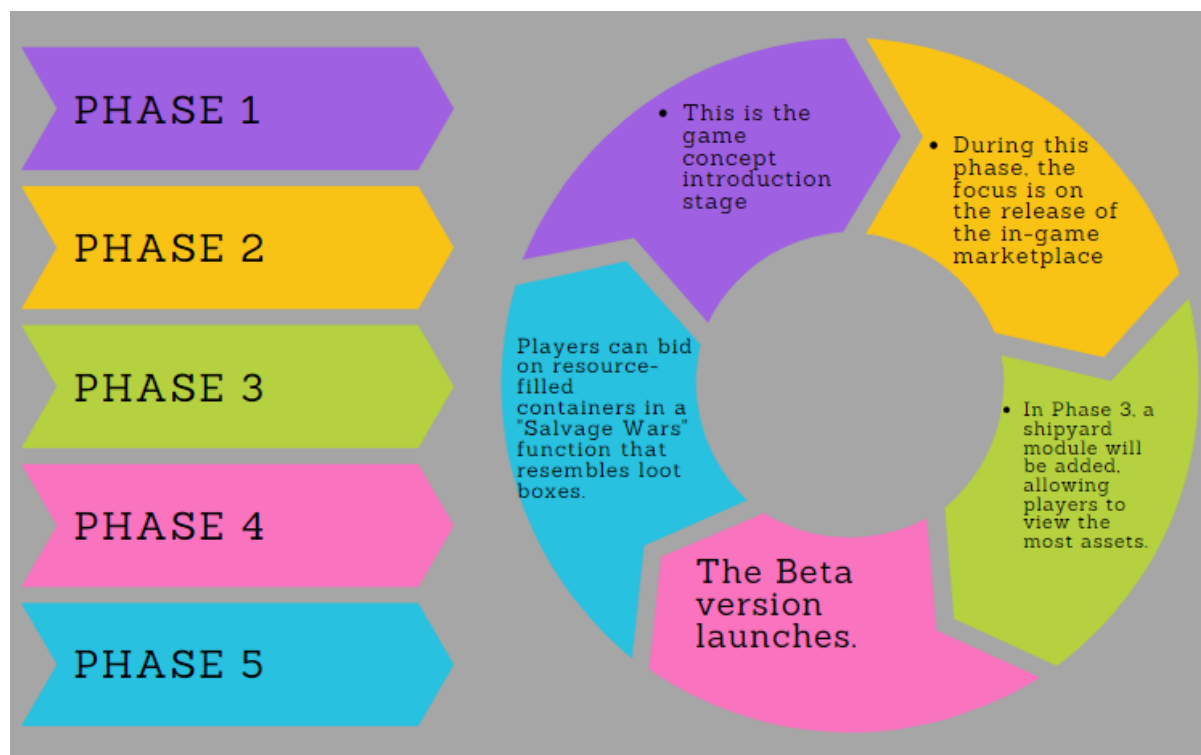 PHASE 1
PHASE 2
PHASE 3
PHASE 4
PHASE 5
• This is the
game
concept
introduction
stage
• During this
phase, the
focus is on
the release of
the in-game
marketplace
• In Phase 3, a
shipyard
module will
be added,
allowing
players to
view the
most assets.
The Beta
version
launches.
Players can bid
on resource-
filled
containers in a
"Salvage Wars"
function that
resembles loot
boxes.